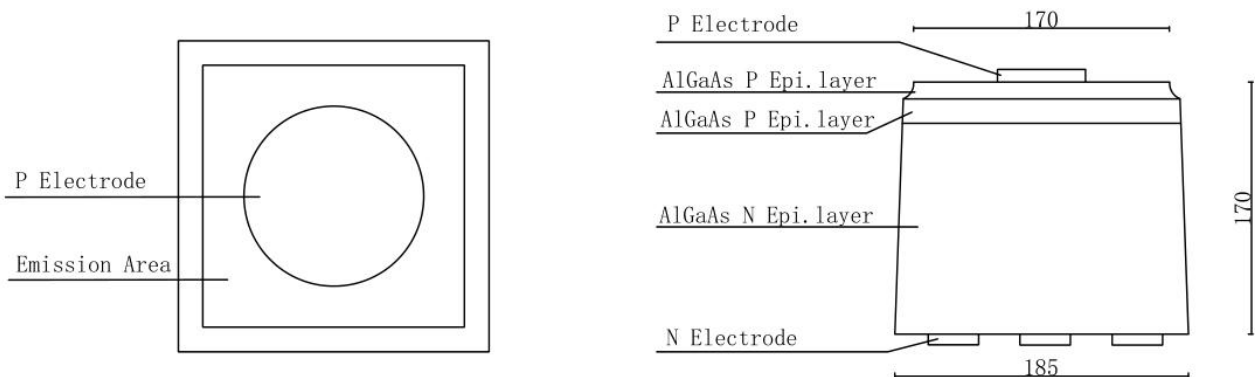 P Electrode
Emission Area
170
P Electrode
AlGaAs P Epi.layer
AlGaAs P Epi.layer
AlGaAs N Epi.layer
170
N Electrode
185